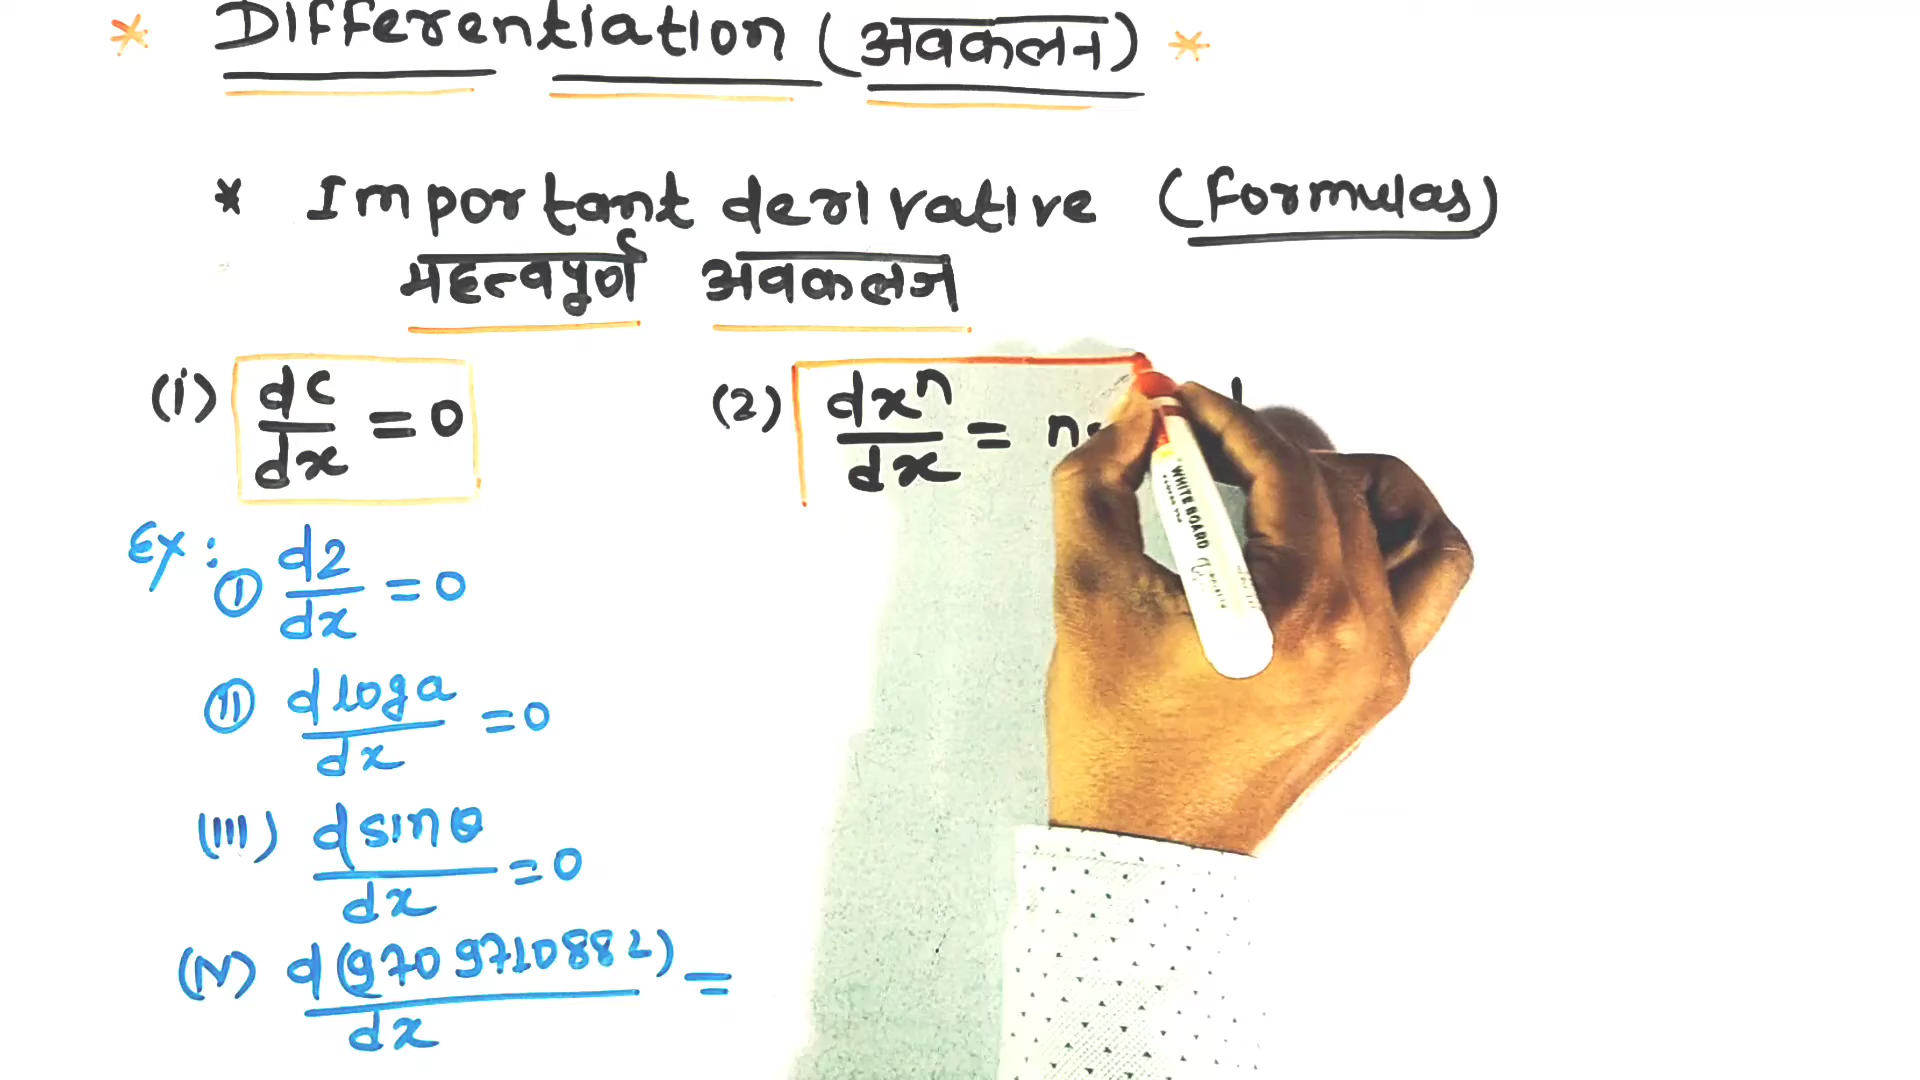 * Differentiation (अवकलन) *
* Important derivative (formulas)
महत्वपूर्ण अवकलज
(i) dc/dx = 0
(2) dxⁿ/dx = n
Ex: ① d2/dx = 0
Ⅱ d log a/dx = 0
(III) d sinθ/dx = 0
(IV) d(9709710882)/dx =
WHITE BOARD